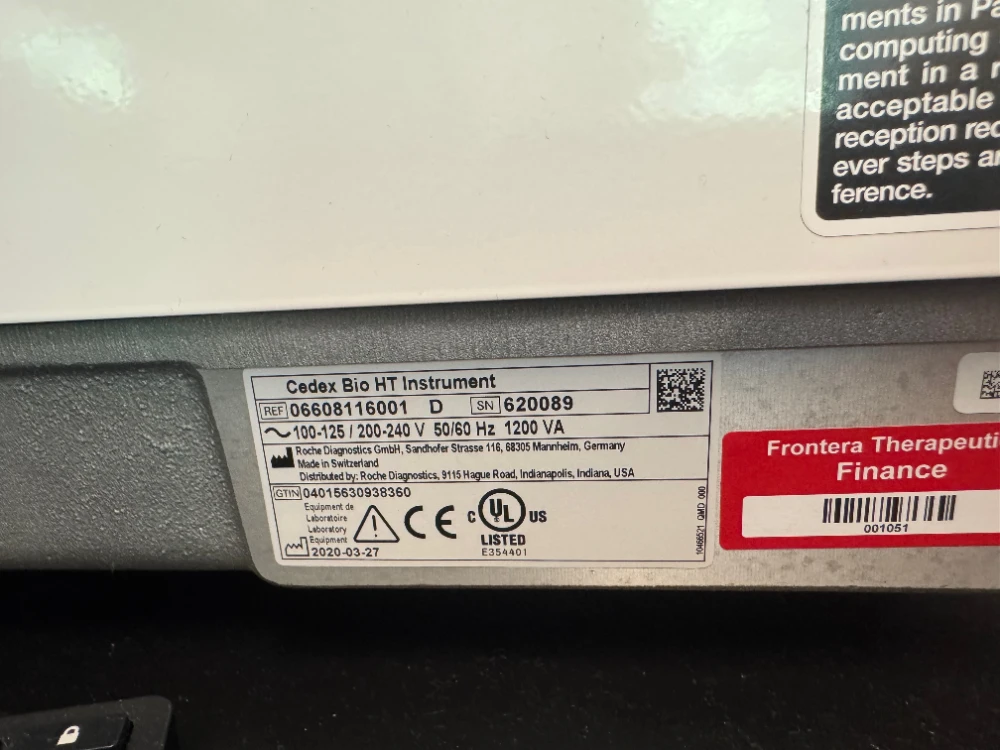 ments in Pa
computing
ment in a r
acceptable
reception rec
ever steps ar
ference.
Cedex Bio HT Instrument
REF 06608116001 D SN 620089
100-125 / 200-240 V 50/60 Hz 1200 VA
Roche Diagnostics GmbH, Sandhofer Strasse 116, 68305 Mannheim, Germany
Made in Switzerland
Distributed by: Roche Diagnostics, 9115 Hague Road, Indianapolis, Indiana, USA
GTIN 04015630938360
Equipment de
Laboratoire
Laboratory
Equipment
2020-03-27
CE
C UL US
LISTED
E354401
10466521 QMD 000
Frontera Therapeuti
Finance
001051